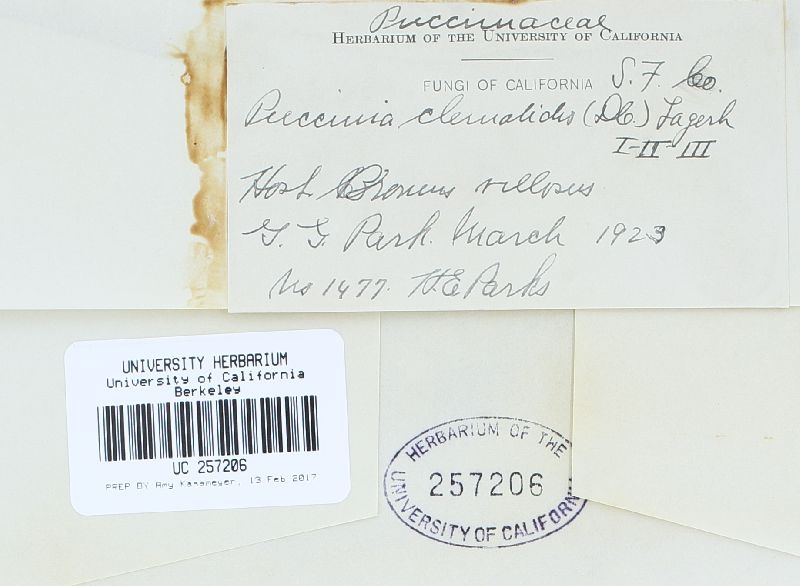 Pucciniaceae
HERBARIUM OF THE UNIVERSITY OF CALIFORNIA
FUNGI OF CALIFORNIA S. F. Co.
Puccinia clematidis (DC.) Lagerh
I-II-III
Host Bromus villosus
G. G. Park. March 1923
No 1477. H.E. Parks
UNIVERSITY HERBARIUM
University of California
Berkeley
UC 257206
PREP BY Amy Kasameyer, 13 Feb 2017
HERBARIUM OF THE
257206
UNIVERSITY OF CALIFORN